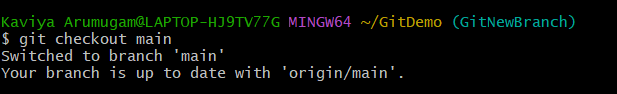 Kaviya Arumugam@LAPTOP-HJ9TV77G MINGW64 ~/GitDemo (GitNewBranch)
$ git checkout main
Switched to branch 'main'
Your branch is up to date with 'origin/main'.